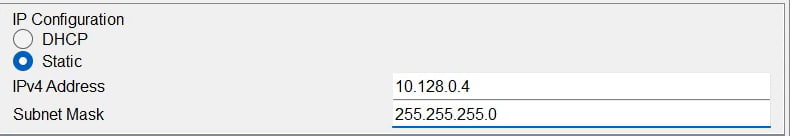 IP Configuration
DHCP
Static
IPv4 Address 10.128.0.4
Subnet Mask 255.255.255.0